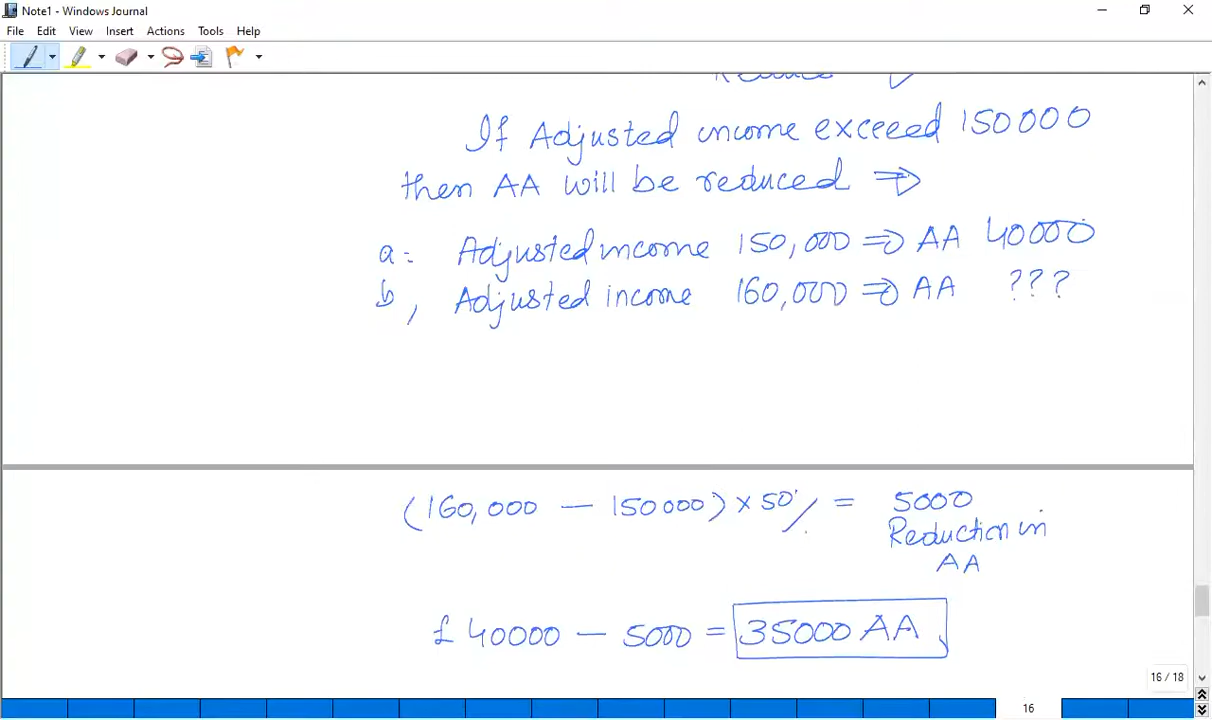 Note1 - Windows Journal
File Edit View Insert Actions Tools Help
If Adjusted income exceeed 150000
then AA will be reduced ⇒
a= Adjusted income 150,000 ⇒ AA 40000
b, Adjusted income 160,000 ⇒ AA ???
(160,000 — 150000) × 50% = 5000
Reduction in
AA
£ 40000 — 5000 = 35000 AA
16 / 18
16